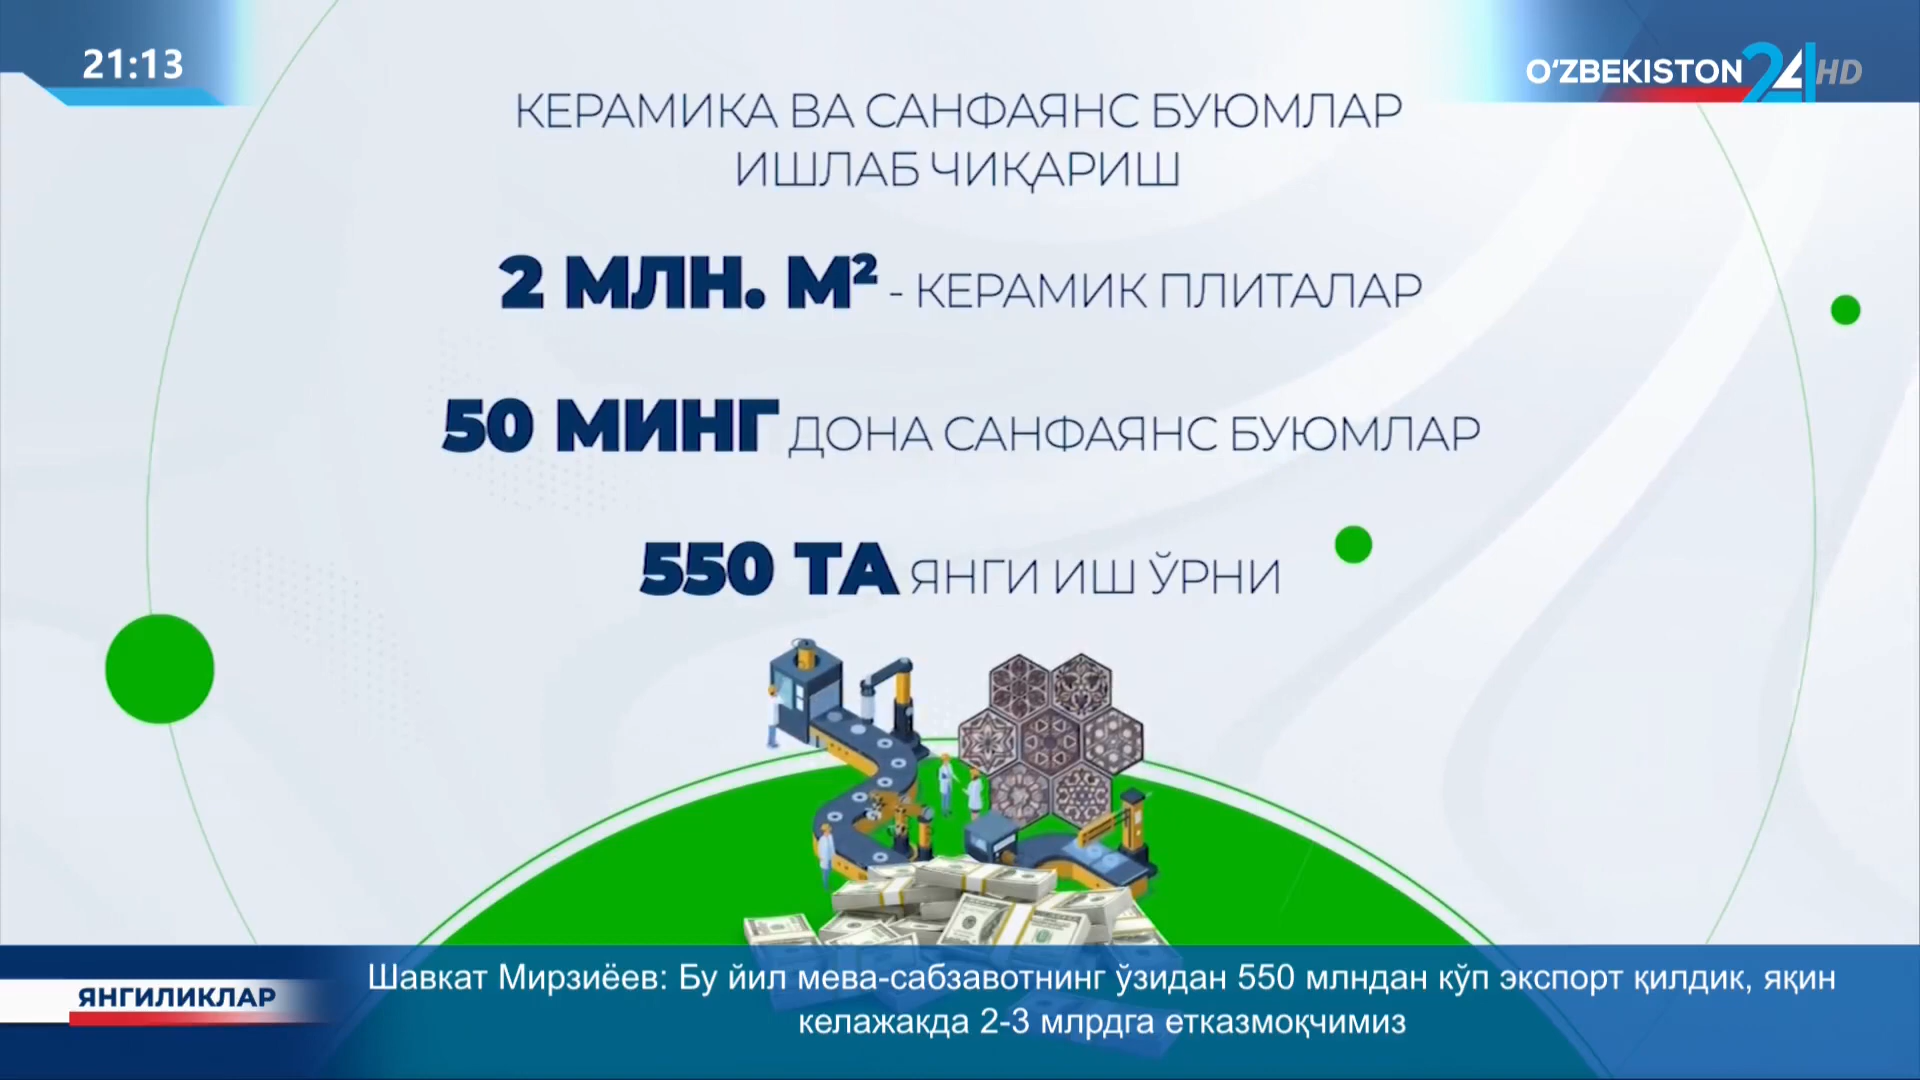 21:13
O‘ZBEKISTON 24 HD
КЕРАМИКА ВА САНФАЯНС БУЮМЛАР
ИШЛАБ ЧИҚАРИШ
2 МЛН. М² - КЕРАМИК ПЛИТАЛАР
50 МИНГ ДОНА САНФАЯНС БУЮМЛАР
550 ТА ЯНГИ ИШ ЎРНИ
ЯНГИЛИКЛАР
Шавкат Мирзиёев: Бу йил мева-сабзавотнинг ўзидан 550 млндан кўп экспорт қилдик, яқин
келажакда 2-3 млрдга етказмоқчимиз